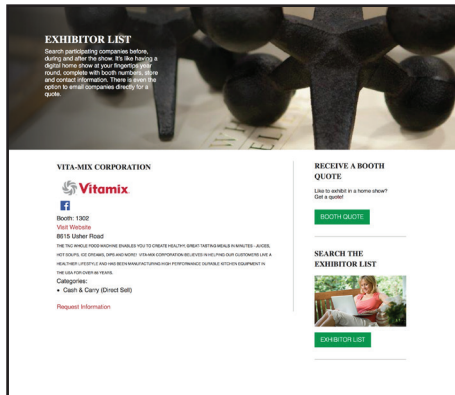 EXHIBITOR LIST
Search participating companies before,
during and after the show. It's like having a
digital home show at your fingertips year
round, complete with booth numbers, store
and contact information. There is even the
option to email companies directly for a
quote.
VITA-MIX CORPORATION
Vitamix
Booth: 1302
Visit Website
8615 Usher Road
THE TNC WHOLE FOOD MACHINE ENABLES YOU TO CREATE HEALTHY, GREAT-TASTING MEALS IN MINUTES - JUICES,
HOT SOUPS, ICE CREAMS, DIPS AND MORE! VITA-MIX CORPORATION BELIEVES IN HELPING OUR CUSTOMERS LIVE A
HEALTHIER LIFESTYLE AND HAS BEEN MANUFACTURING HIGH PERFORMANCE DURABLE KITCHEN EQUIPMENT IN
THE USA FOR OVER 80 YEARS.
Categories:
• Cash & Carry (Direct Sell)
Request Information
RECEIVE A BOOTH
QUOTE
Like to exhibit in a home show?
Get a quote!
BOOTH QUOTE
SEARCH THE
EXHIBITOR LIST
EXHIBITOR LIST